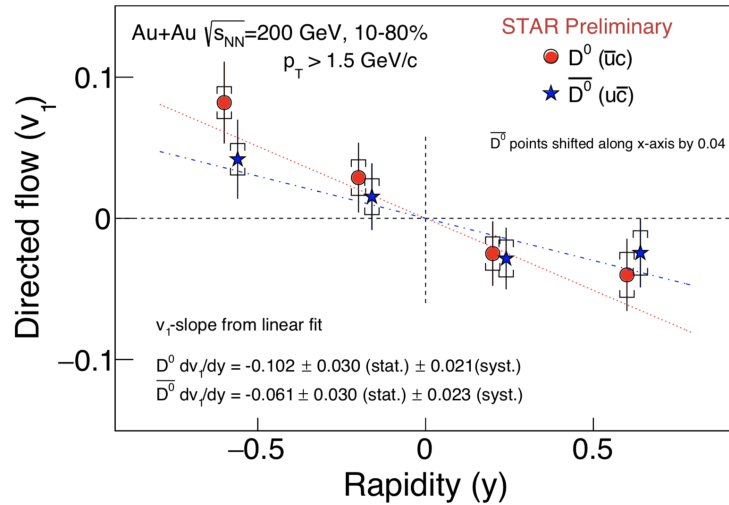 Au+Au √s_NN=200 GeV, 10-80%
p_T > 1.5 GeV/c
STAR Preliminary
D⁰ (u̅c)
D̅⁰ (uc̅)
D̅⁰ points shifted along x-axis by 0.04
Directed flow (v₁)
0.1
0
−0.1
v₁-slope from linear fit
D⁰ dv₁/dy = -0.102 ± 0.030 (stat.) ± 0.021(syst.)
D̅⁰ dv₁/dy = -0.061 ± 0.030 (stat.) ± 0.023 (syst.)
−0.5 0 0.5
Rapidity (y)